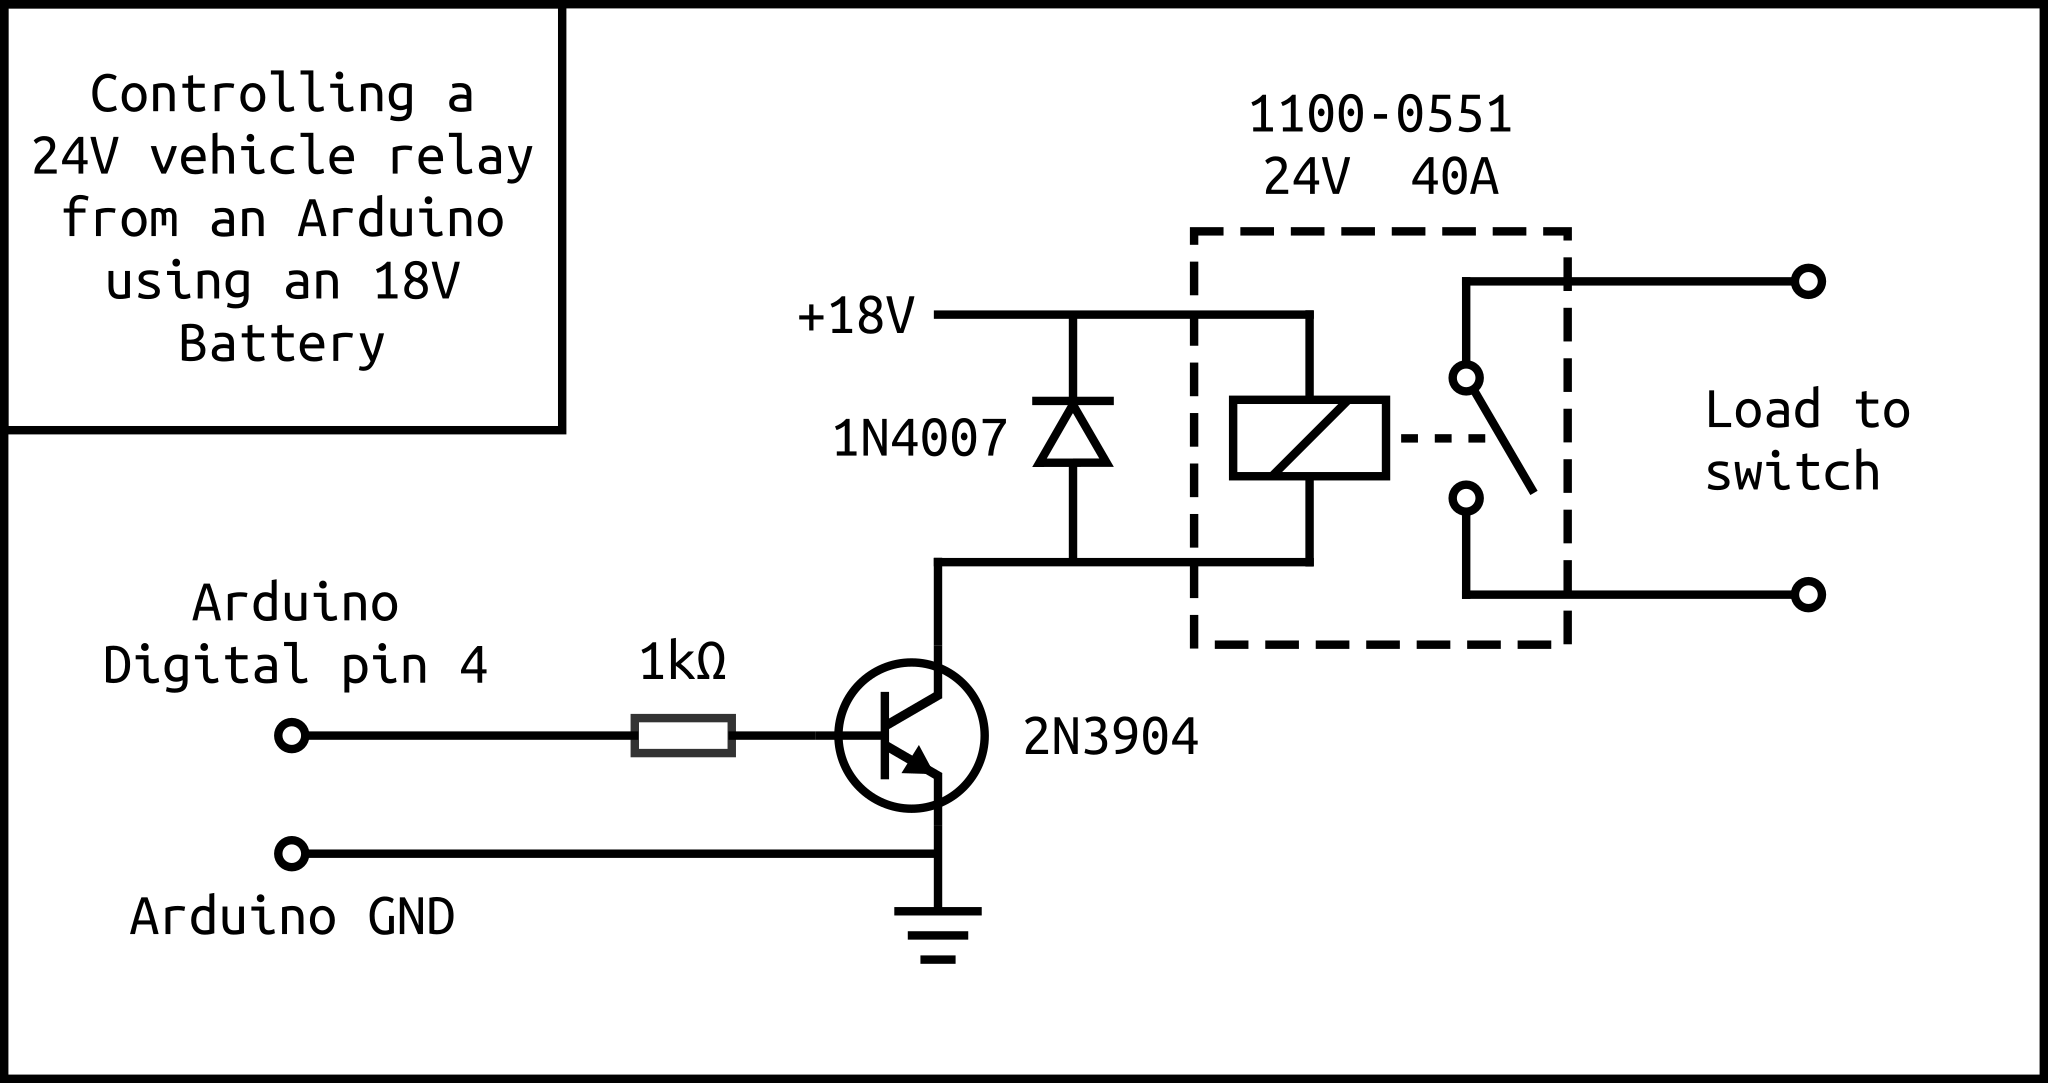 Controlling a
24V vehicle relay
from an Arduino
using an 18V
Battery
1100-0551
24V 40A
+18V
1N4007
Load to
switch
Arduino
Digital pin 4
1kΩ
2N3904
Arduino GND